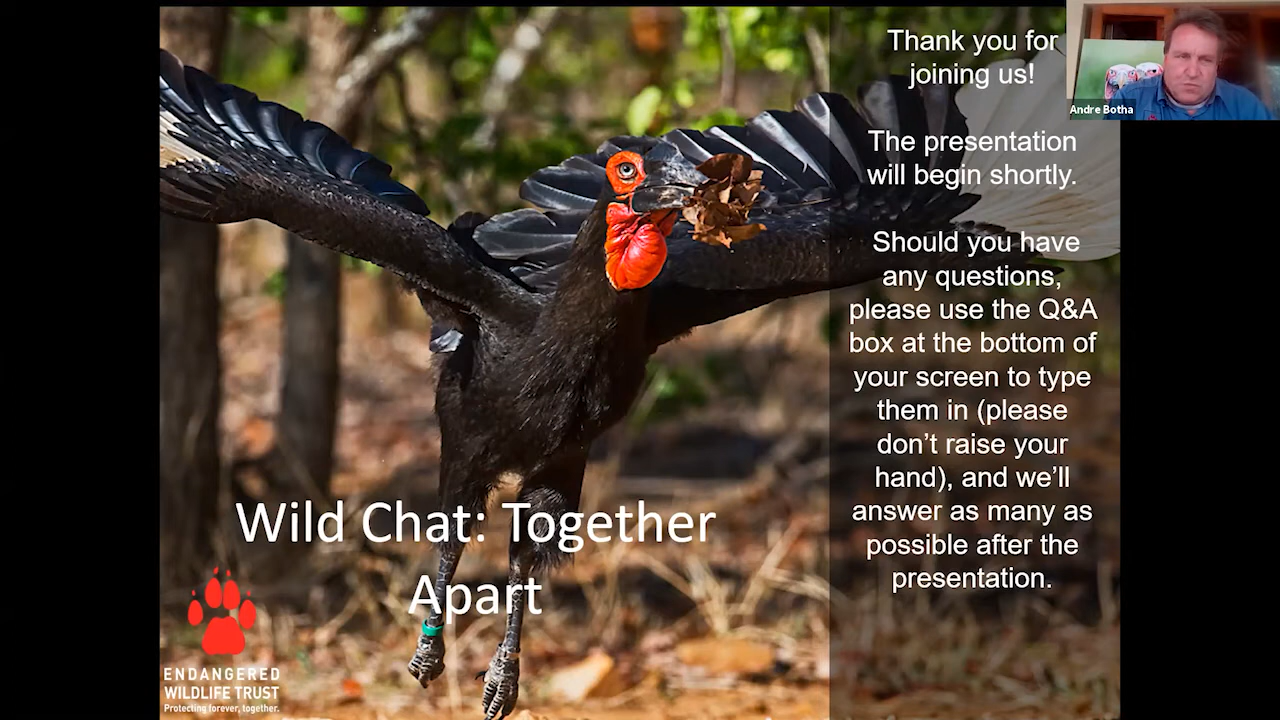 Thank you for
joining us!
The presentation
will begin shortly.
Should you have
any questions,
please use the Q&A
box at the bottom of
your screen to type
them in (please
don’t raise your
hand), and we’ll
answer as many as
possible after the
presentation.
Andre Botha
Wild Chat: Together
Apart
ENDANGERED
WILDLIFE TRUST
Protecting forever, together.